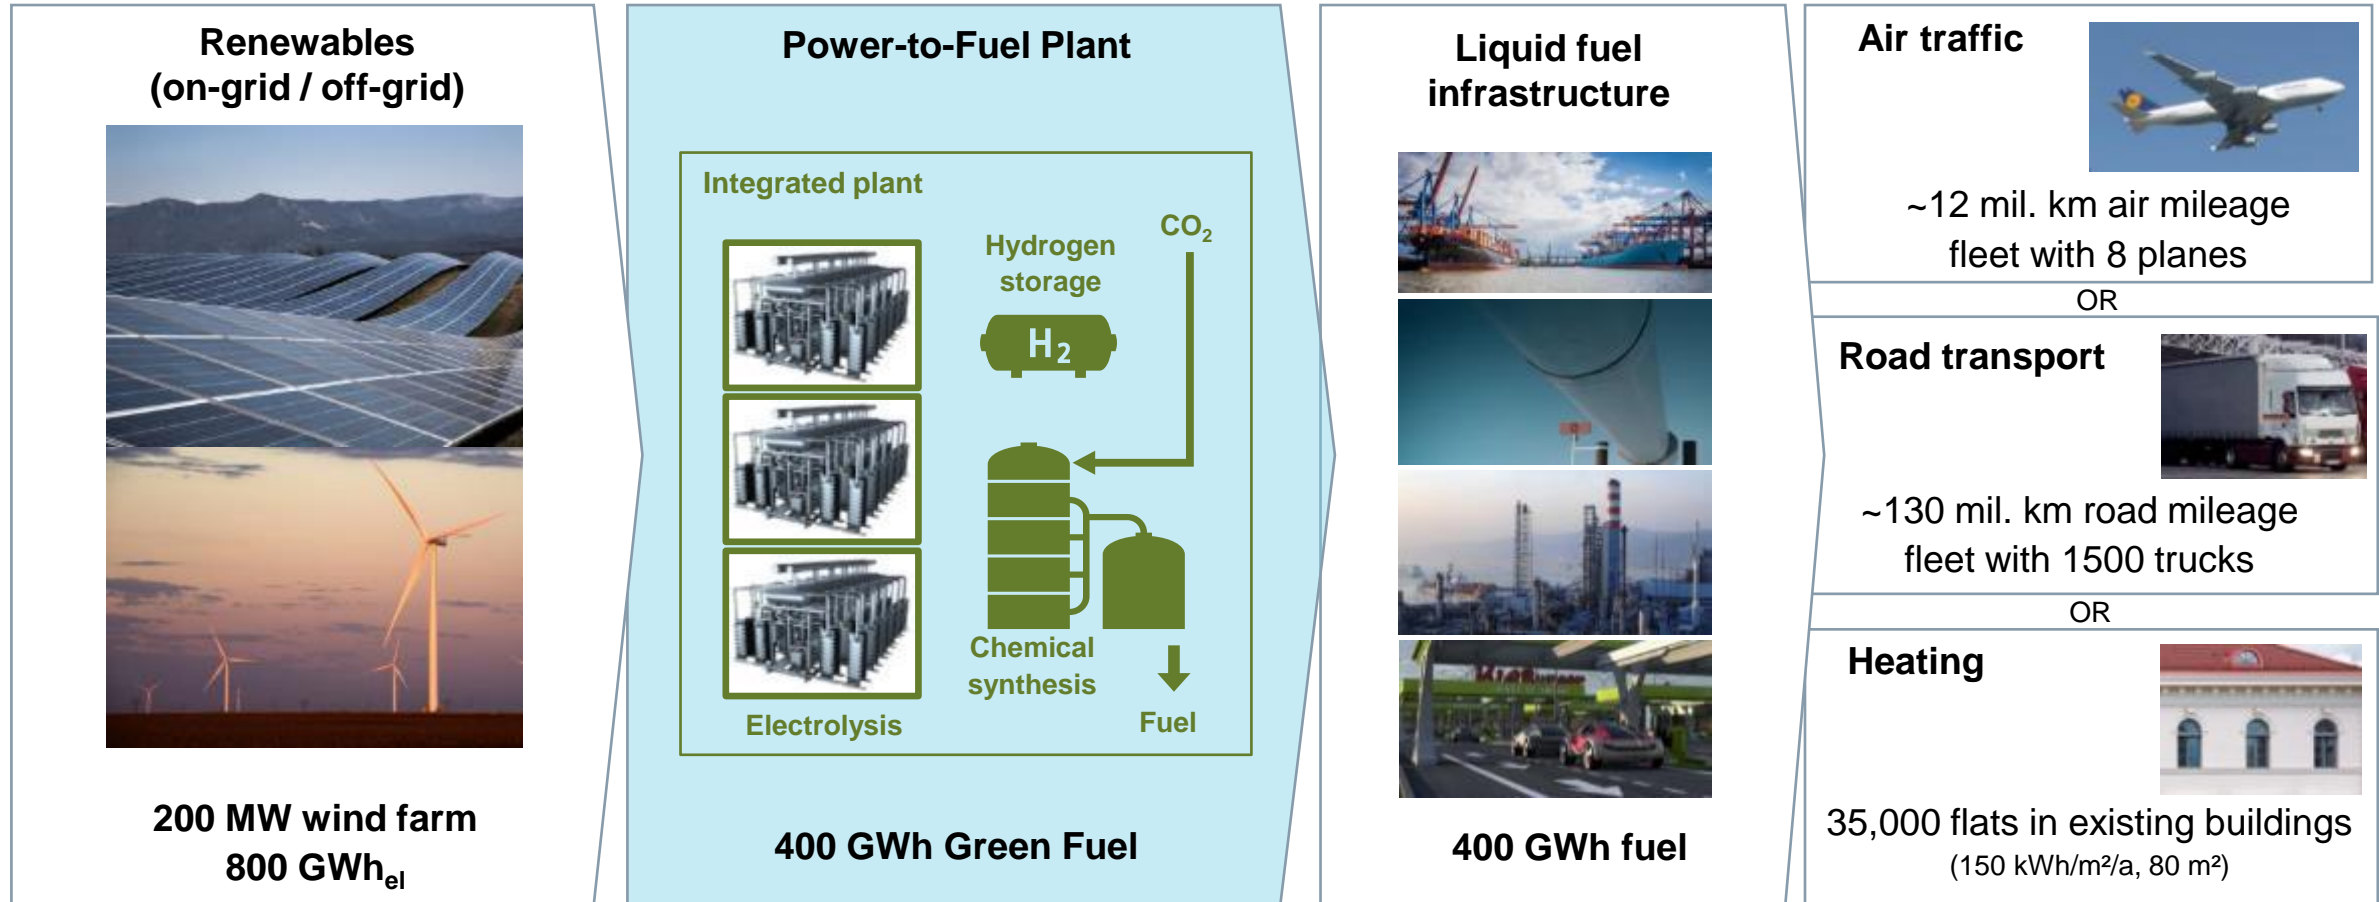 Renewables
(on-grid / off-grid)
200 MW wind farm
800 GWhel
Power-to-Fuel Plant
Integrated plant
Hydrogen
storage
CO2
H2
Chemical
synthesis
Electrolysis
Fuel
400 GWh Green Fuel
Liquid fuel
infrastructure
400 GWh fuel
Air traffic
~12 mil. km air mileage
fleet with 8 planes
OR
Road transport
~130 mil. km road mileage
fleet with 1500 trucks
OR
Heating
35,000 flats in existing buildings
(150 kWh/m²/a, 80 m²)